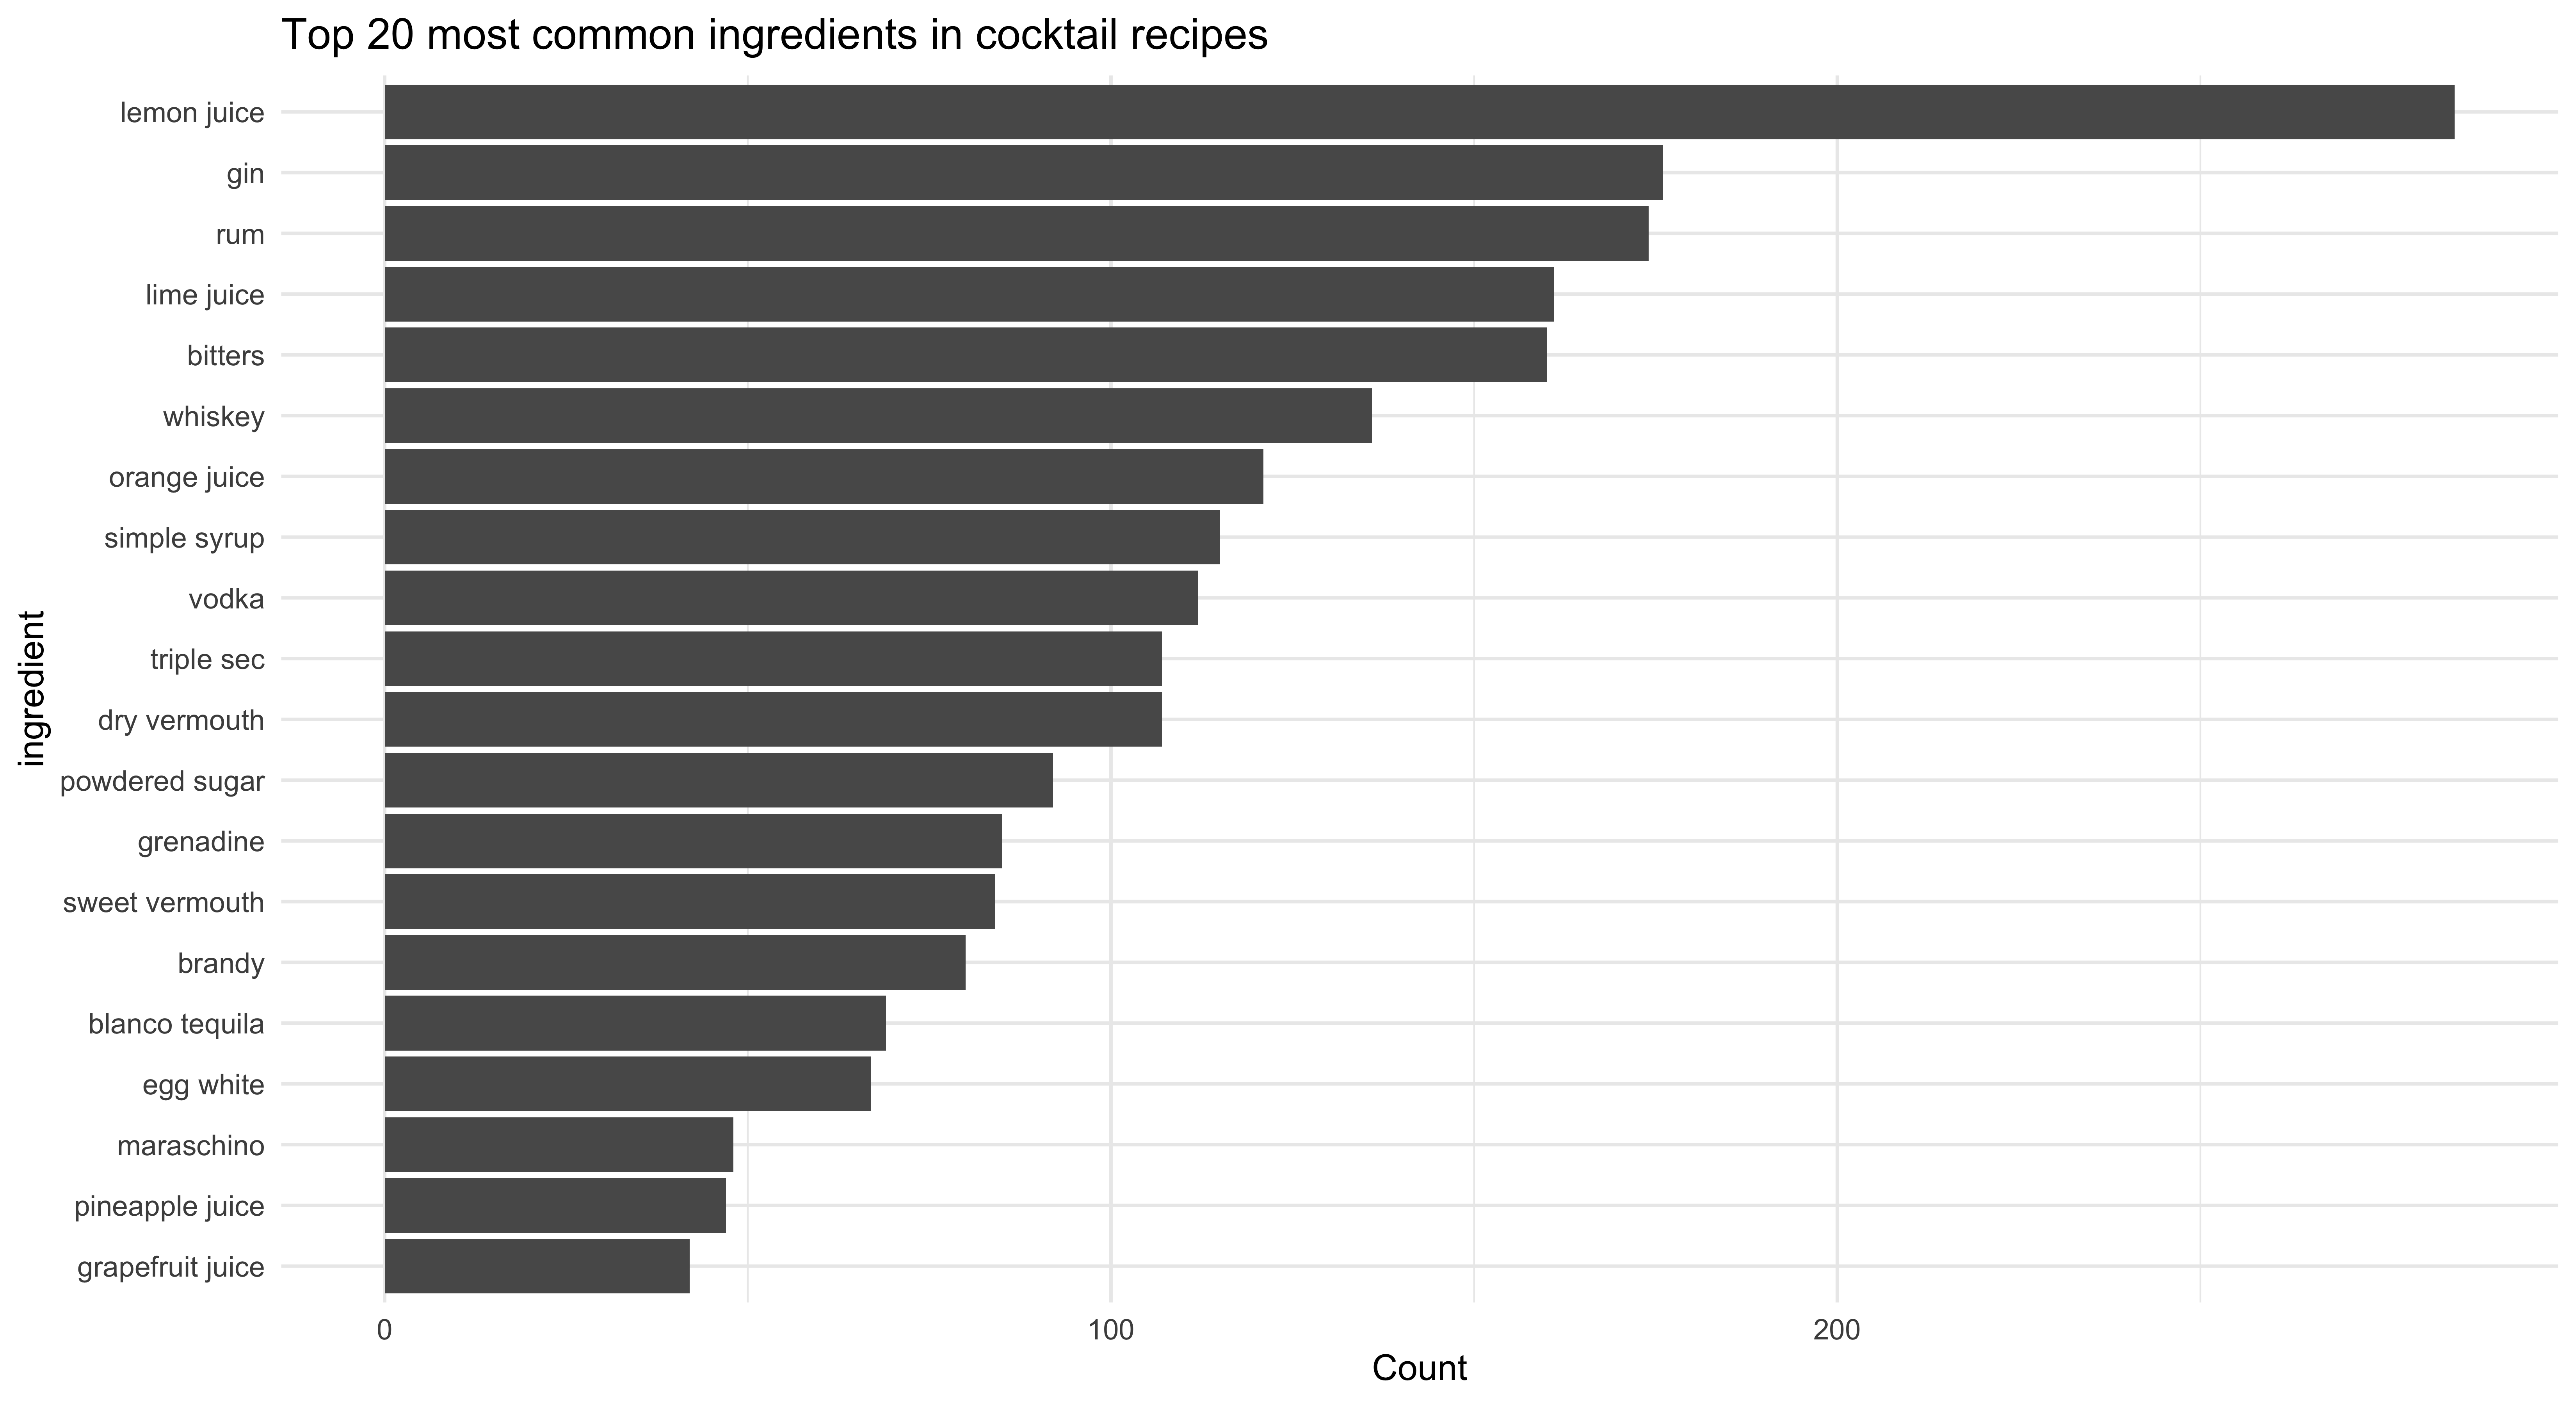 Top 20 most common ingredients in cocktail recipes
ingredient
lemon juice
gin
rum
lime juice
bitters
whiskey
orange juice
simple syrup
vodka
triple sec
dry vermouth
powdered sugar
grenadine
sweet vermouth
brandy
blanco tequila
egg white
maraschino
pineapple juice
grapefruit juice
0 100 200
Count